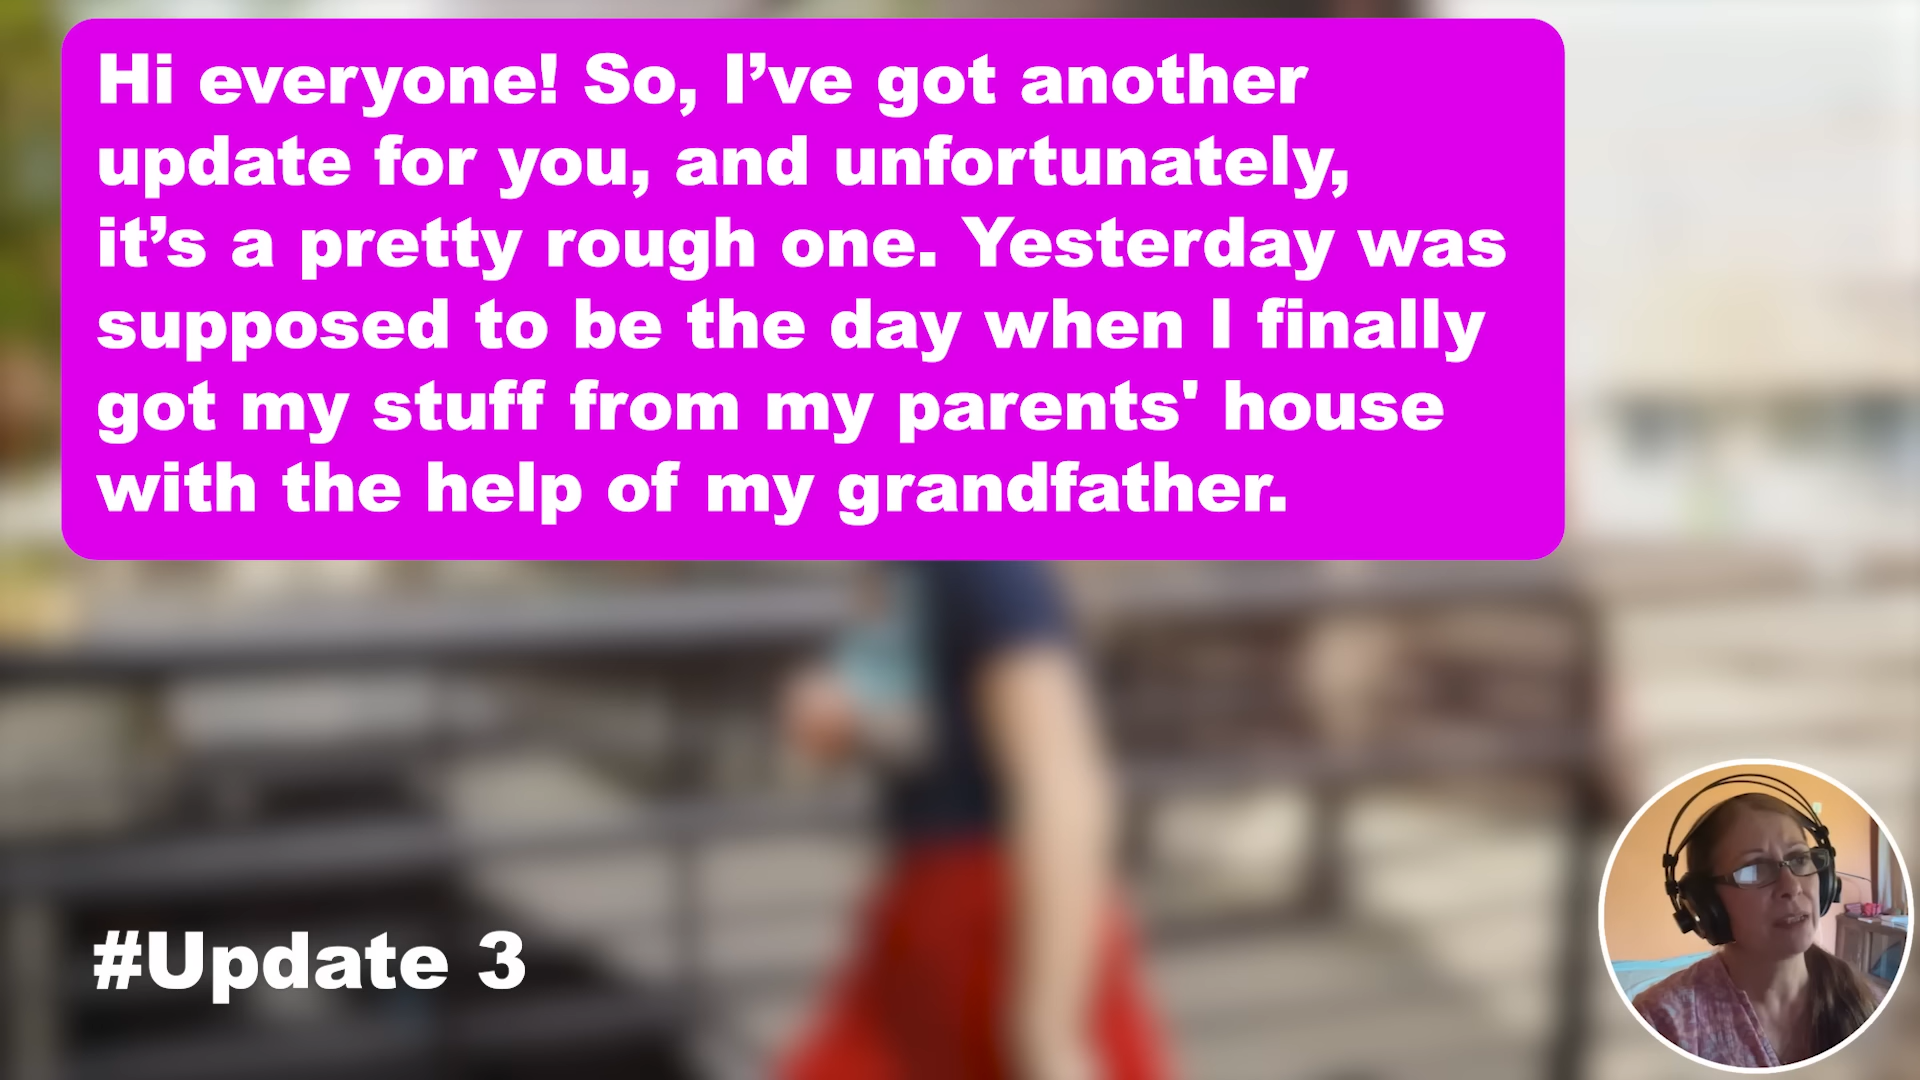 Hi everyone! So, I’ve got another
update for you, and unfortunately,
it’s a pretty rough one. Yesterday was
supposed to be the day when I finally
got my stuff from my parents' house
with the help of my grandfather.
#Update 3